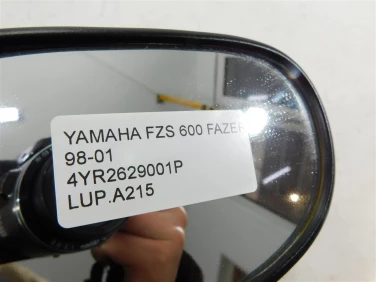 YAMAHA FZS 600 FAZER
98-01
4YR2629001P
LUP.A215